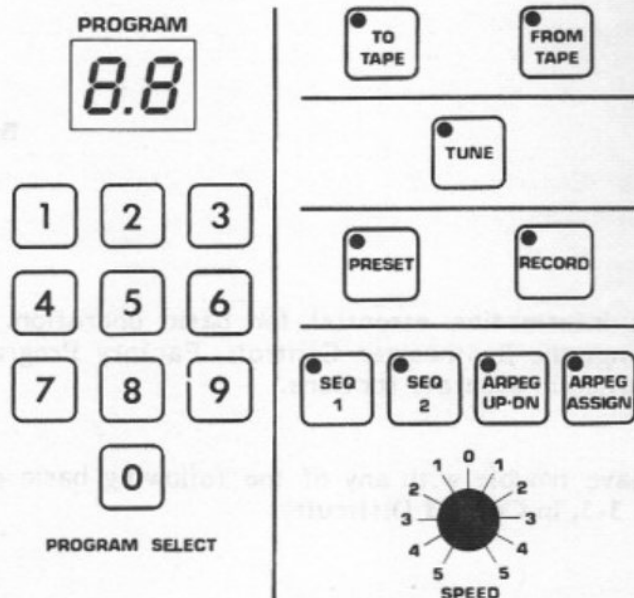 PROGRAM
8.8
1 2 3
4 5 6
7 8 9
0
PROGRAM SELECT
TO
TAPE
FROM
TAPE
TUNE
PRESET
RECORD
SEQ
1
SEQ
2
ARPEG
UP-DN
ARPEG
ASSIGN
0
1 1
2 2
3 3
4 4
5 5
SPEED